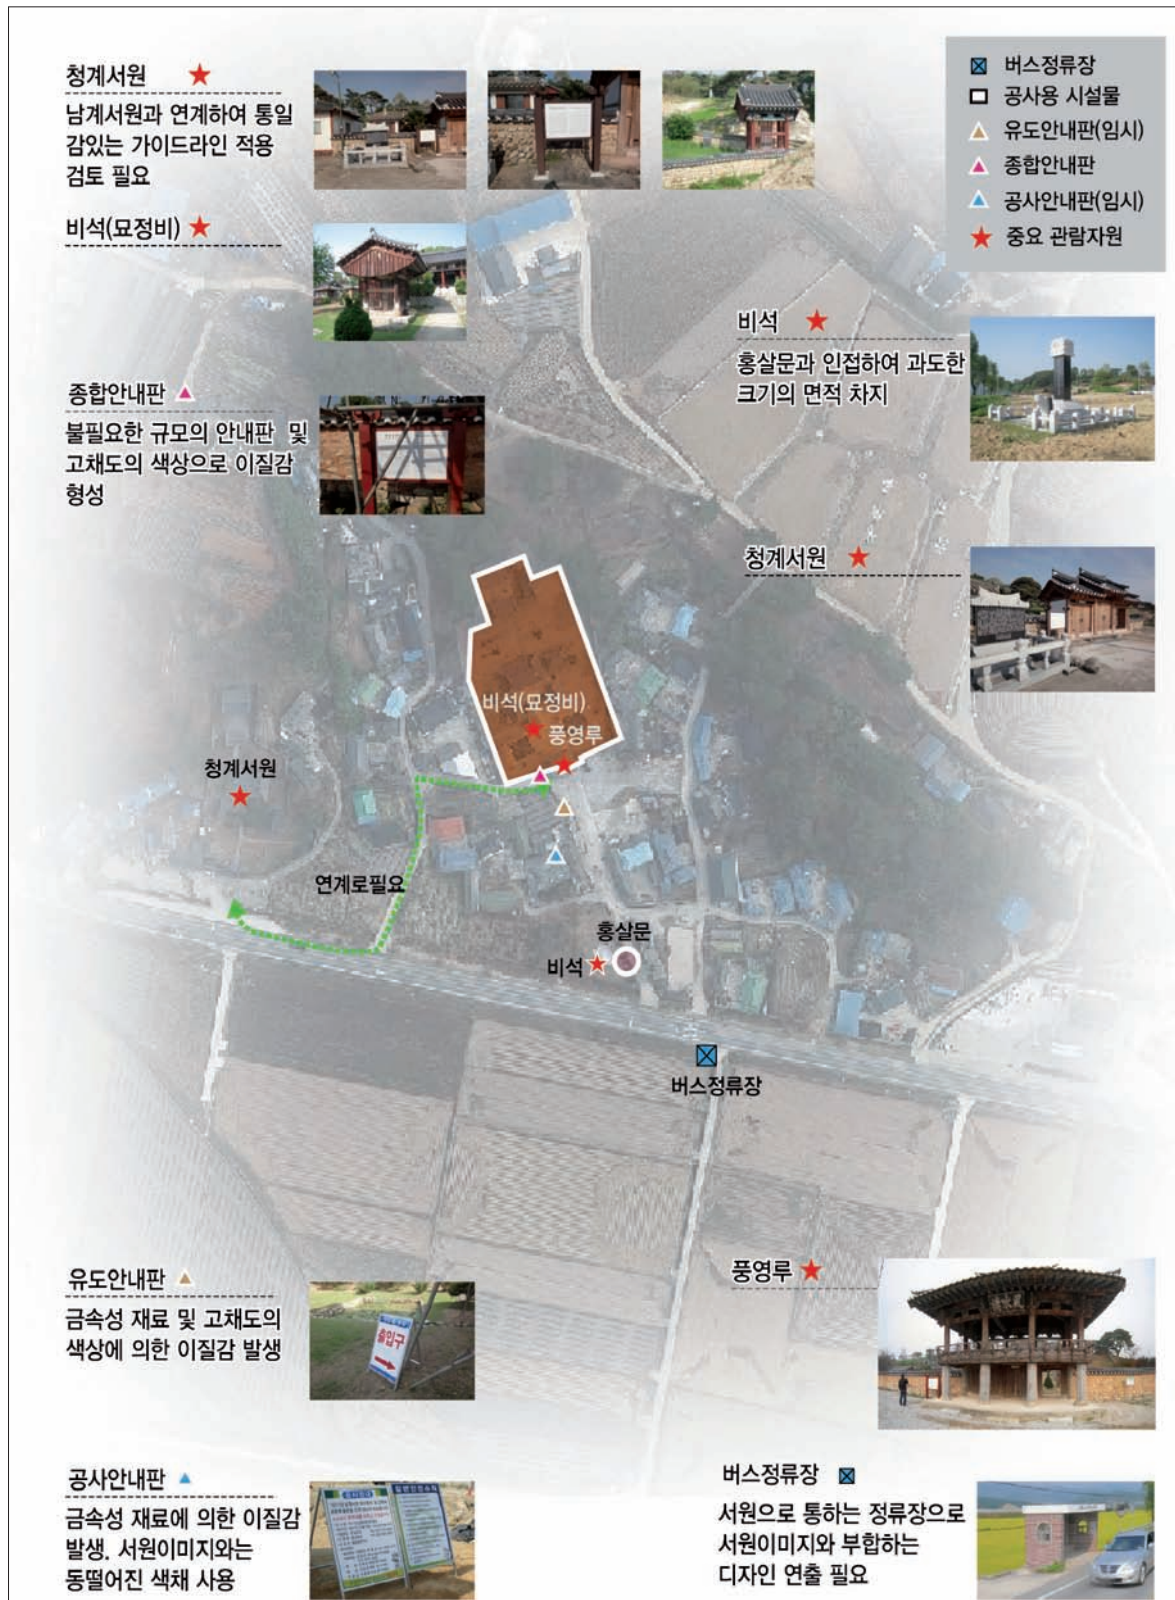 청계서원
남계서원과 연계하여 통일
감있는 가이드라인 적용
검토 필요
비석(묘정비)
종합안내판
불필요한 규모의 안내판 및
고채도의 색상으로 이질감
형성
버스정류장
공사용 시설물
유도안내판(임시)
종합안내판
공사안내판(임시)
중요 관람자원
비석
홍살문과 인접하여 과도한
크기의 면적 차지
청계서원
비석(묘정비)
풍영루
청계서원
연계로필요
홍살문
비석
버스정류장
유도안내판
금속성 재료 및 고채도의
색상에 의한 이질감 발생
출입구
풍영루
공사안내판
금속성 재료에 의한 이질감
발생. 서원이미지와는
동떨어진 색채 사용
버스정류장
서원으로 통하는 정류장으로
서원이미지와 부합하는
디자인 연출 필요